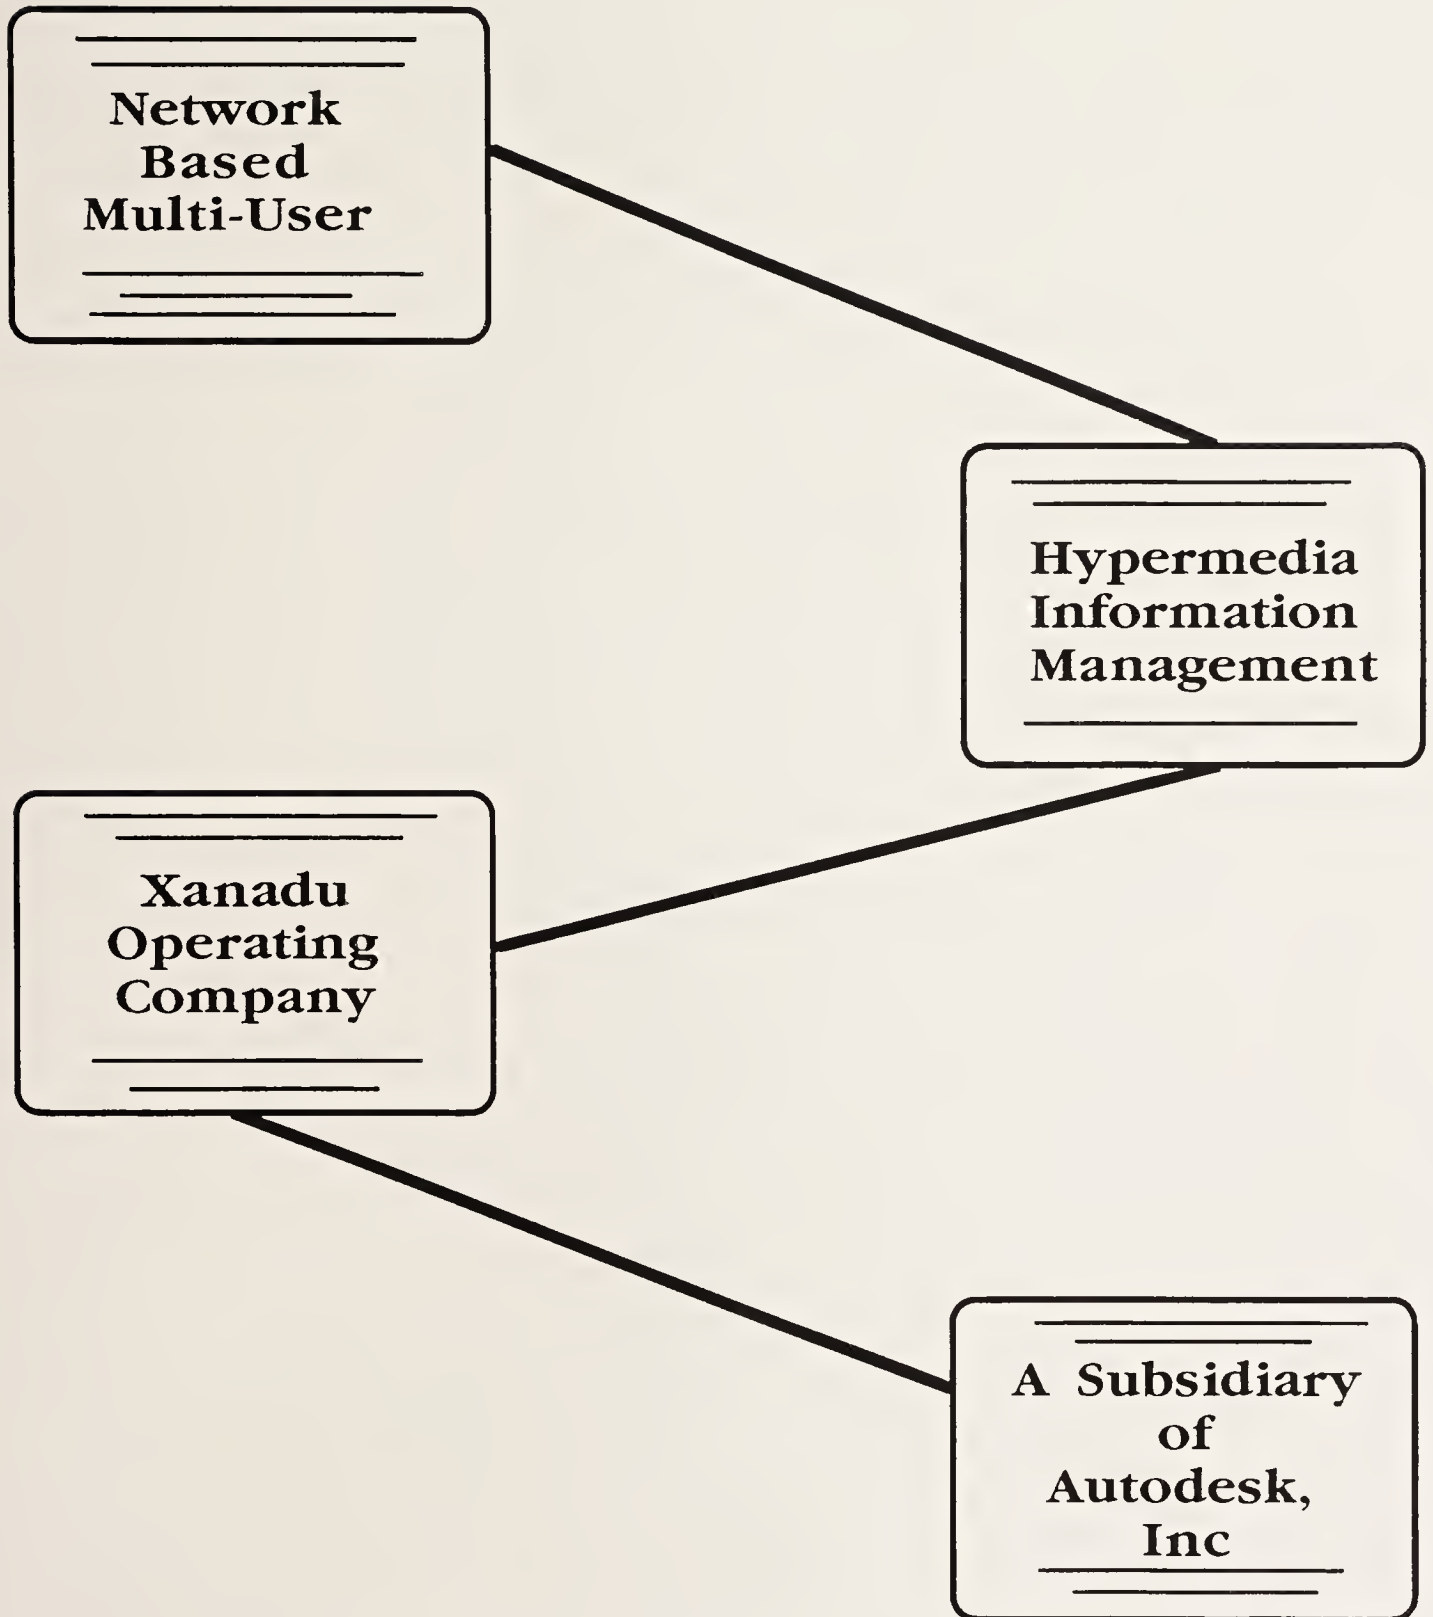 Network
Based
Multi-User
Hypermedia
Information
Management
Xanadu
Operating
Company
A Subsidiary
of
Autodesk,
Inc